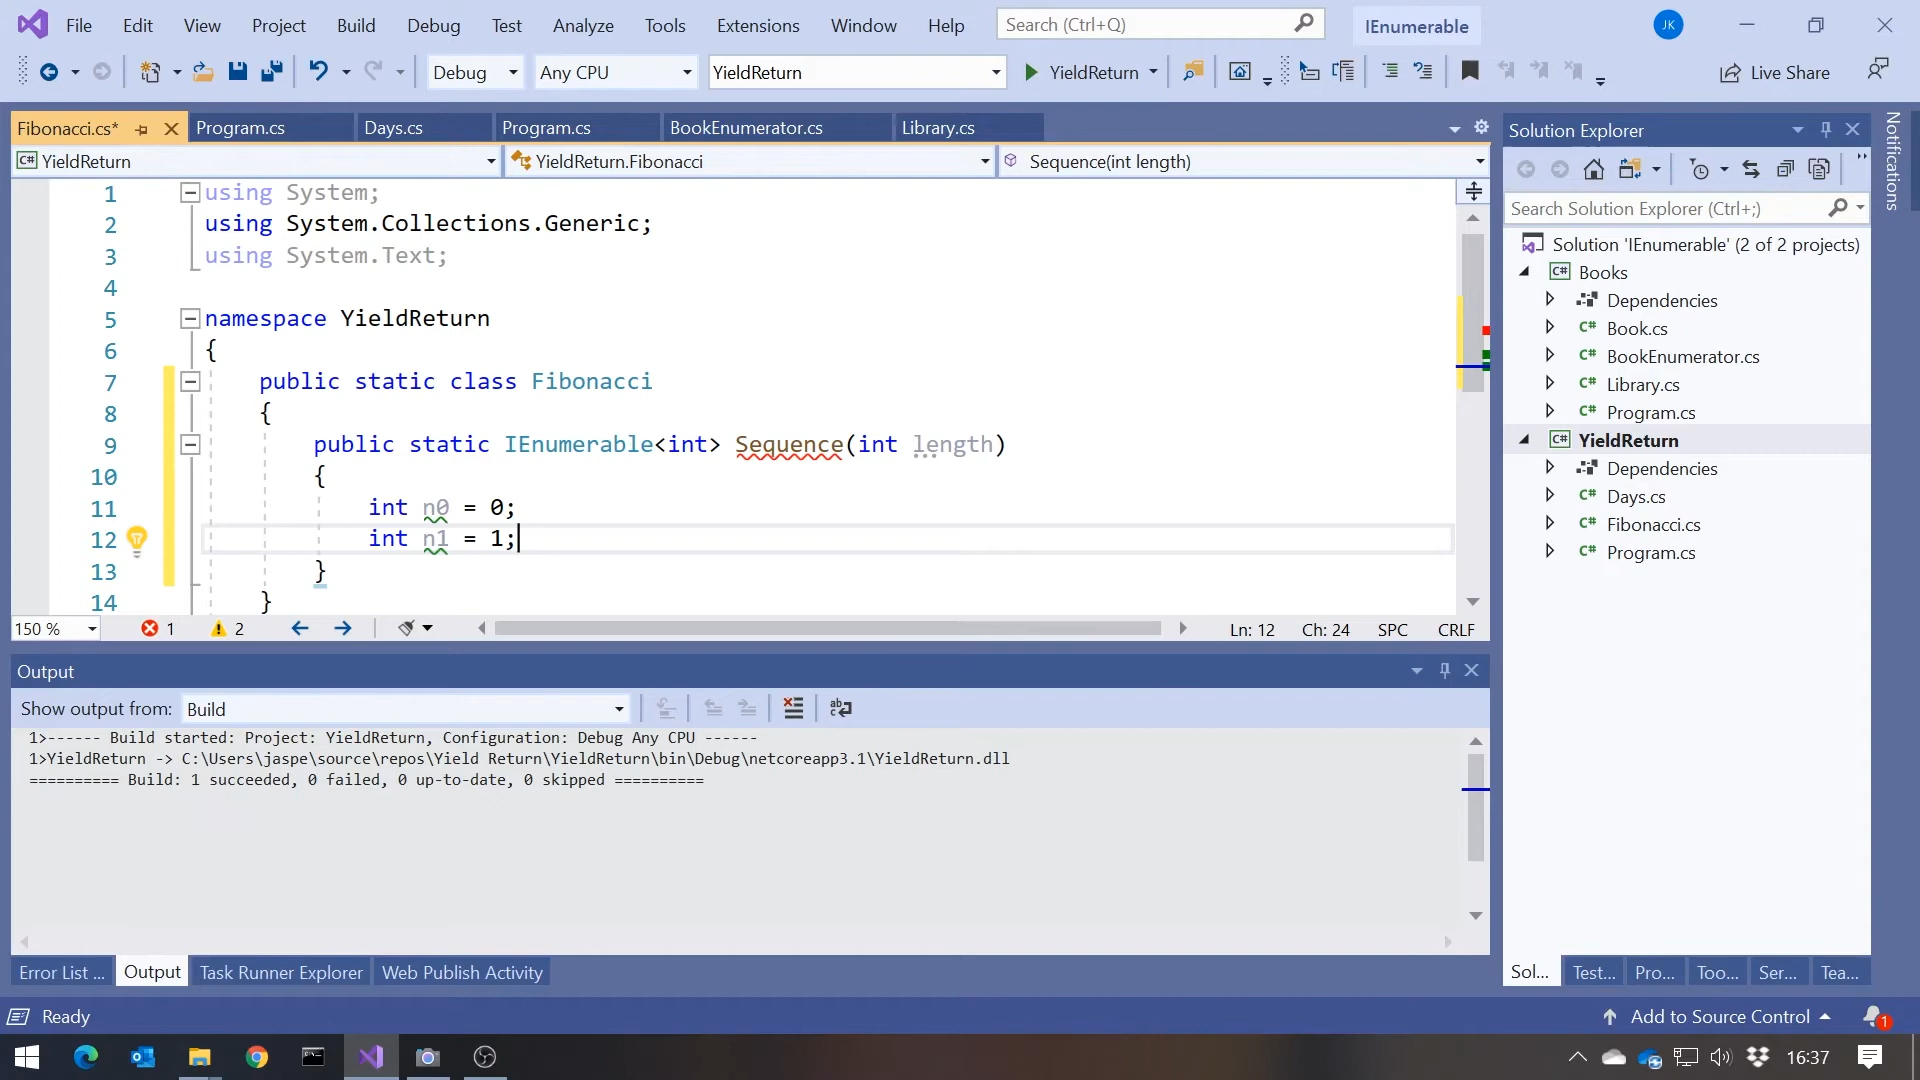 File Edit View Project Build Debug Test Analyze Tools Extensions Window Help Search (Ctrl+Q) IEnumerable JK
Debug Any CPU YieldReturn YieldReturn Live Share
Fibonacci.cs* Program.cs Days.cs Program.cs BookEnumerator.cs Library.cs
C# YieldReturn YieldReturn.Fibonacci Sequence(int length)
1 using System;
2 using System.Collections.Generic;
3 using System.Text;
4
5 namespace YieldReturn
6 {
7 public static class Fibonacci
8 {
9 public static IEnumerable<int> Sequence(int length)
10 {
11 int n0 = 0;
12 int n1 = 1;
13 }
14 }
150 % 1 2 Ln: 12 Ch: 24 SPC CRLF
Output
Show output from: Build
1>------ Build started: Project: YieldReturn, Configuration: Debug Any CPU ------
1>YieldReturn -> C:\Users\jaspe\source\repos\Yield Return\YieldReturn\bin\Debug\netcoreapp3.1\YieldReturn.dll
========== Build: 1 succeeded, 0 failed, 0 up-to-date, 0 skipped ==========
Error List ... Output Task Runner Explorer Web Publish Activity
Solution Explorer
Search Solution Explorer (Ctrl+;)
Solution 'IEnumerable' (2 of 2 projects)
C# Books
Dependencies
C# Book.cs
C# BookEnumerator.cs
C# Library.cs
C# Program.cs
C# YieldReturn
Dependencies
C# Days.cs
C# Fibonacci.cs
C# Program.cs
Sol... Test... Pro... Too... Ser... Tea...
Notifications
Ready Add to Source Control 1
16:37